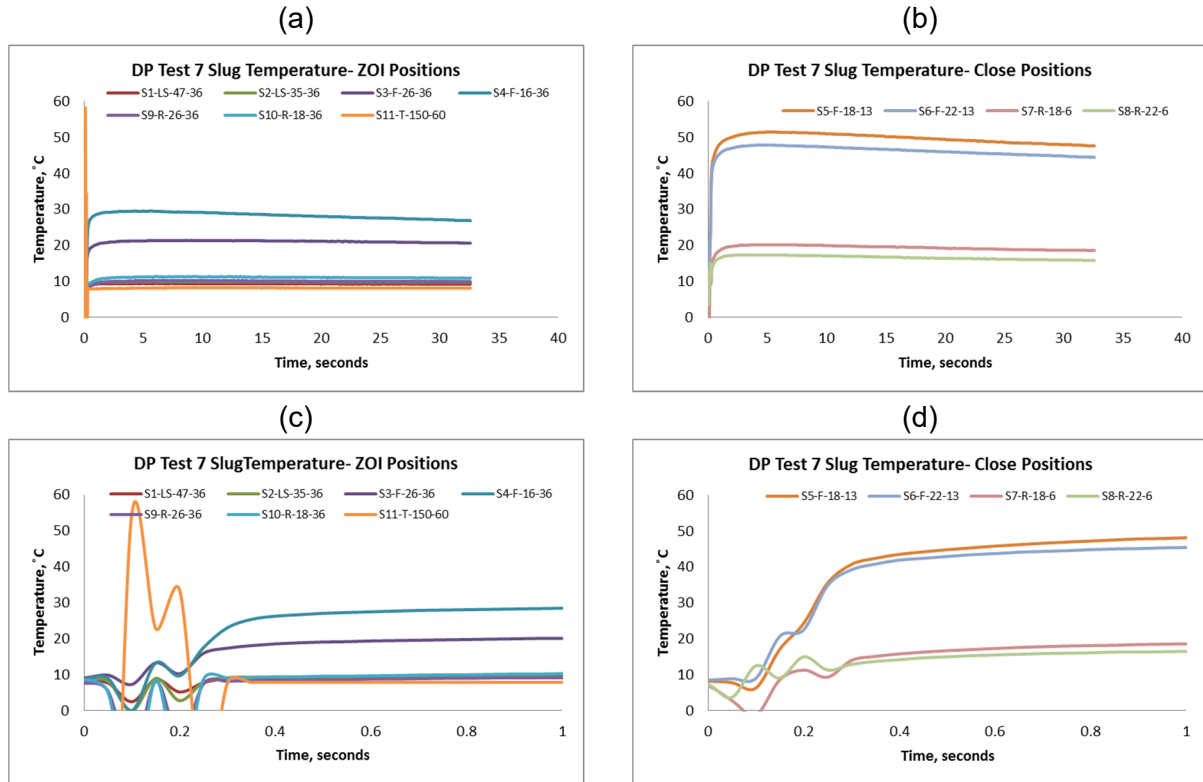 (a)
DP Test 7 Slug Temperature- ZOI Positions
S1-LS-47-36 S2-LS-35-36 S3-F-26-36 S4-F-16-36
S9-R-26-36 S10-R-18-36 S11-T-150-60
Temperature,˚C
60
50
40
30
20
10
0
0 5 10 15 20 25 30 35 40
Time, seconds
(b)
DP Test 7 Slug Temperature- Close Positions
S5-F-18-13 S6-F-22-13 S7-R-18-6 S8-R-22-6
Temperature,˚C
60
50
40
30
20
10
0
0 5 10 15 20 25 30 35 40
Time, seconds
(c)
DP Test 7 SlugTemperature- ZOI Positions
S1-LS-47-36 S2-LS-35-36 S3-F-26-36 S4-F-16-36
S9-R-26-36 S10-R-18-36 S11-T-150-60
Temperature,˚C
60
50
40
30
20
10
0
0 0.2 0.4 0.6 0.8 1
Time, seconds
(d)
DP Test 7 Slug Temperature- Close Positions
S5-F-18-13 S6-F-22-13 S7-R-18-6 S8-R-22-6
Temperature,˚C
60
50
40
30
20
10
0
0 0.2 0.4 0.6 0.8 1
Time, seconds